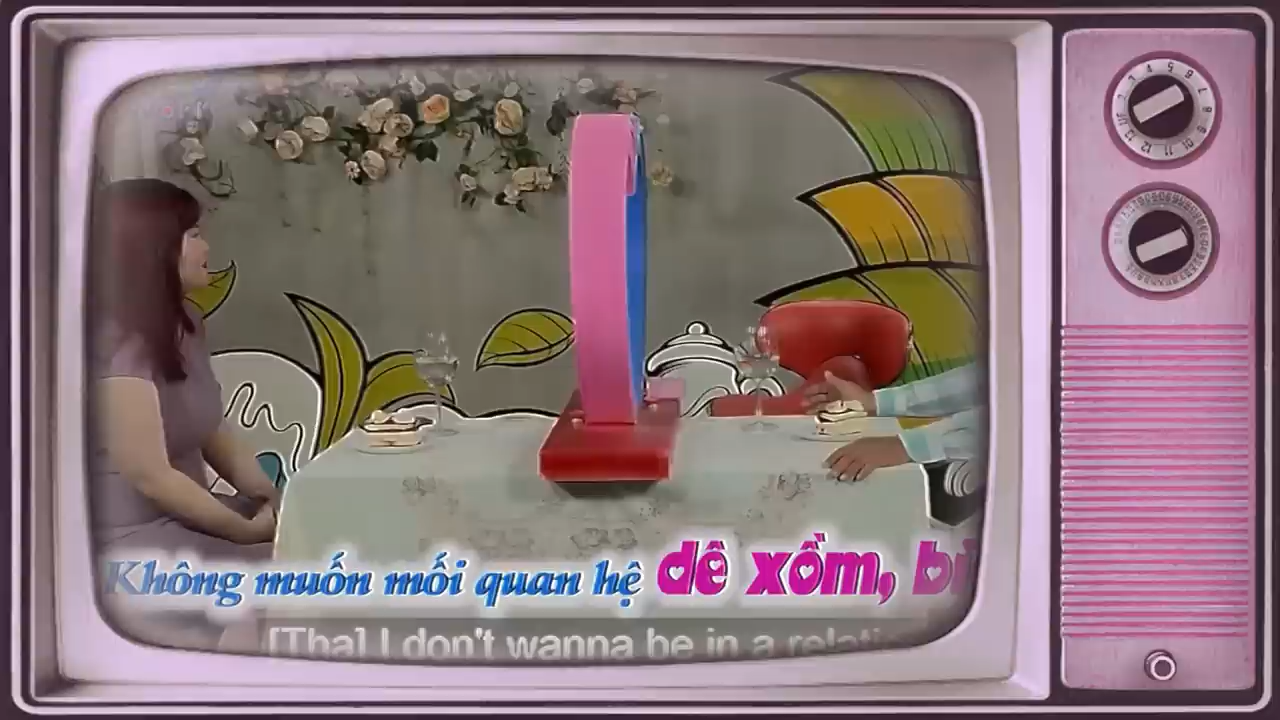 Không muốn mối quan hệ dê xồm,
[Tha] I don't wanna be in a